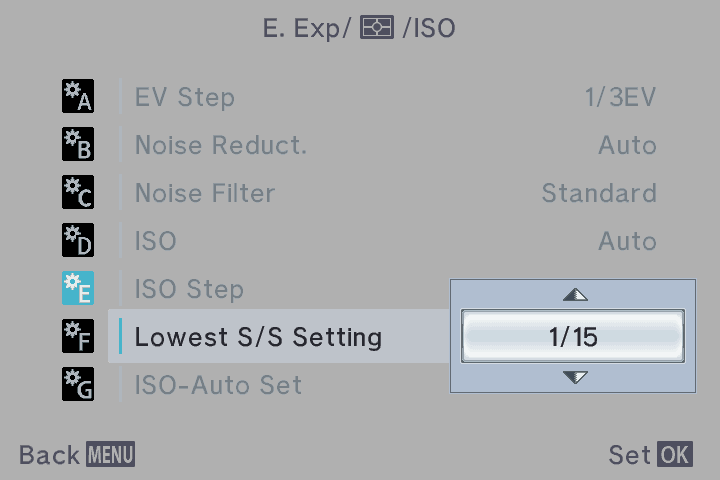 E. Exp/ /ISO
A EV Step 1/3EV
B Noise Reduct. Auto
C Noise Filter Standard
D ISO Auto
E ISO Step
F Lowest S/S Setting 1/15
G ISO-Auto Set
Back MENU Set OK